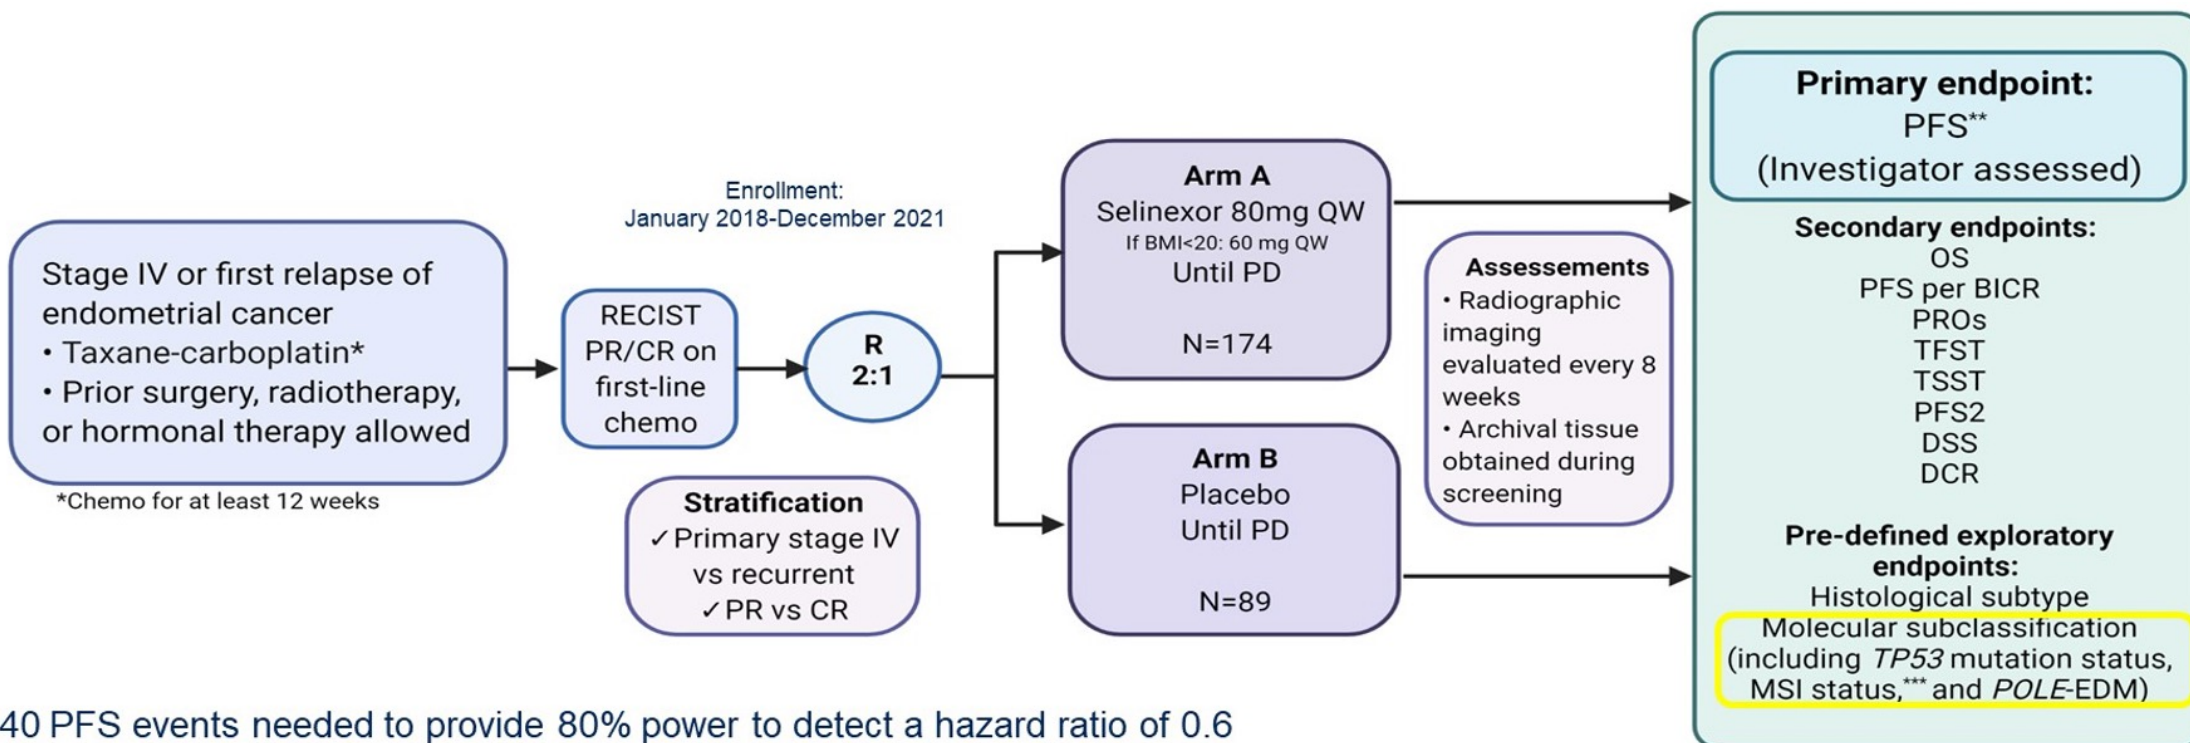 Stage IV or first relapse of
endometrial cancer
• Taxane-carboplatin*
• Prior surgery, radiotherapy,
or hormonal therapy allowed
*Chemo for at least 12 weeks
RECIST
PR/CR on
first-line
chemo
Enrollment:
January 2018-December 2021
R
2:1
Stratification
✓Primary stage IV
vs recurrent
✓PR vs CR
Arm A
Selinexor 80mg QW
If BMI<20: 60 mg QW
Until PD
N=174
Arm B
Placebo
Until PD
N=89
Assessements
• Radiographic
imaging
evaluated every 8
weeks
• Archival tissue
obtained during
screening
Primary endpoint:
PFS**
(Investigator assessed)
Secondary endpoints:
OS
PFS per BICR
PROs
TFST
TSST
PFS2
DSS
DCR
Pre-defined exploratory
endpoints:
Histological subtype
Molecular subclassification
(including TP53 mutation status,
MSI status,*** and POLE-EDM)
40 PFS events needed to provide 80% power to detect a hazard ratio of 0.6